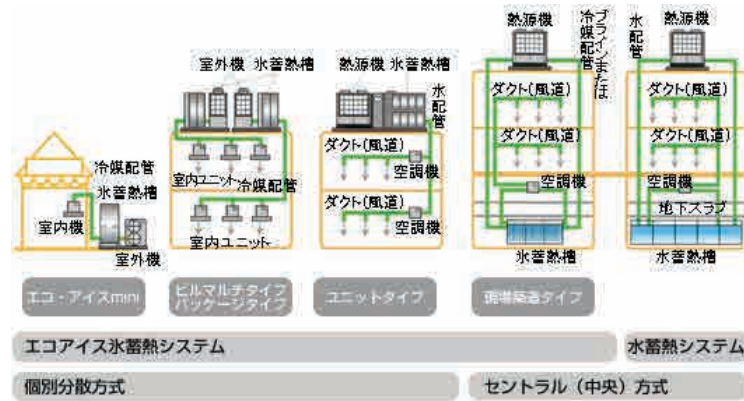 冷媒配管
氷蓄熱槽
室内機
室外機
エコ・アイスmini
室外機 氷蓄熱槽
室内ユニット 冷媒配管
室内ユニット
ビルマルチタイプ
パッケージタイプ
熱源機 氷蓄熱槽
水配管
ダクト(風道)
空調機
ダクト(風道)
空調機
ユニットタイプ
熱源機
ブラインまたは
冷媒配管
ダクト(風道)
ダクト(風道)
空調機
氷蓄熱槽
現場築造タイプ
水配管
熱源機
ダクト(風道)
ダクト(風道)
空調機
地下スラブ
水蓄熱槽
エコアイス氷蓄熱システム
水蓄熱システム
個別分散方式
セントラル（中央）方式